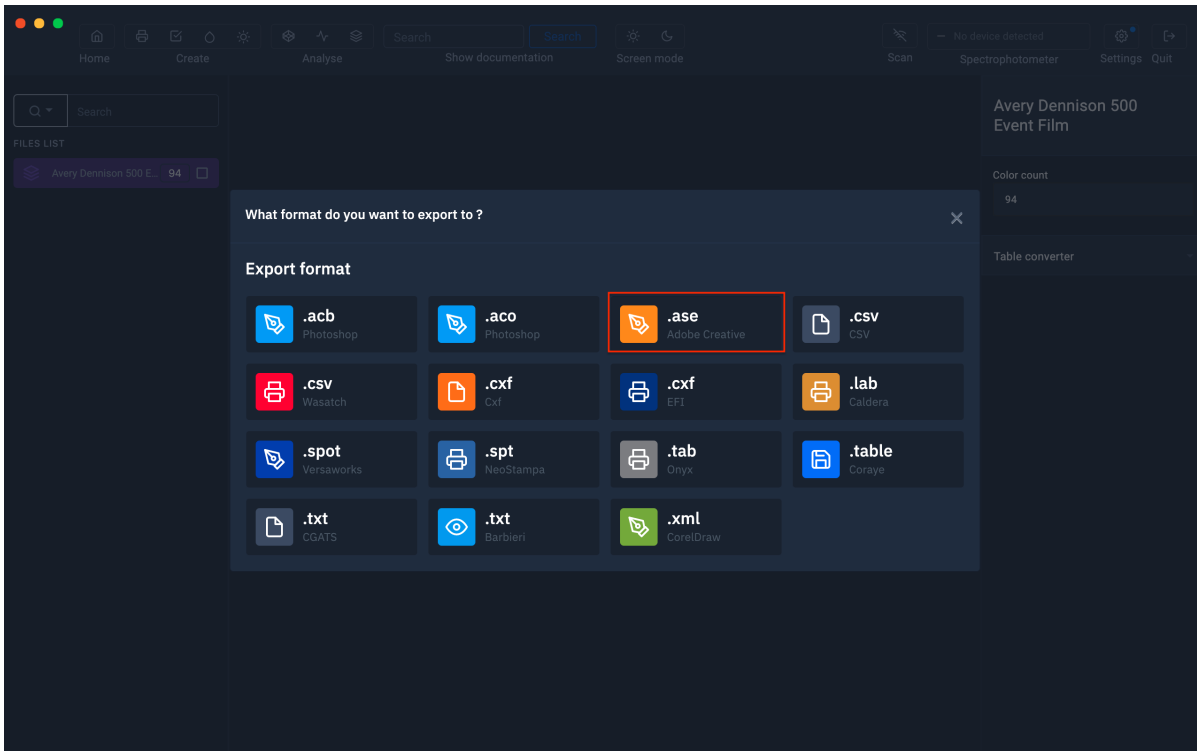 Search
Search
Home
Create
Analyse
Show documentation
Screen mode
Scan
No device detected
Spectrophotometer
Settings
Quit
Search
FILES LIST
Avery Dennison 500 E... 94
Avery Dennison 500
Event Film
Color count
94
Table converter
What format do you want to export to ?
Export format
.acb
Photoshop
.aco
Photoshop
.ase
Adobe Creative
.csv
CSV
.csv
Wasatch
.cxf
Cxf
.cxf
EFI
.lab
Caldera
.spot
Versaworks
.spt
NeoStampa
.tab
Onyx
.table
Coraye
.txt
CGATS
.txt
Barbieri
.xml
CorelDraw